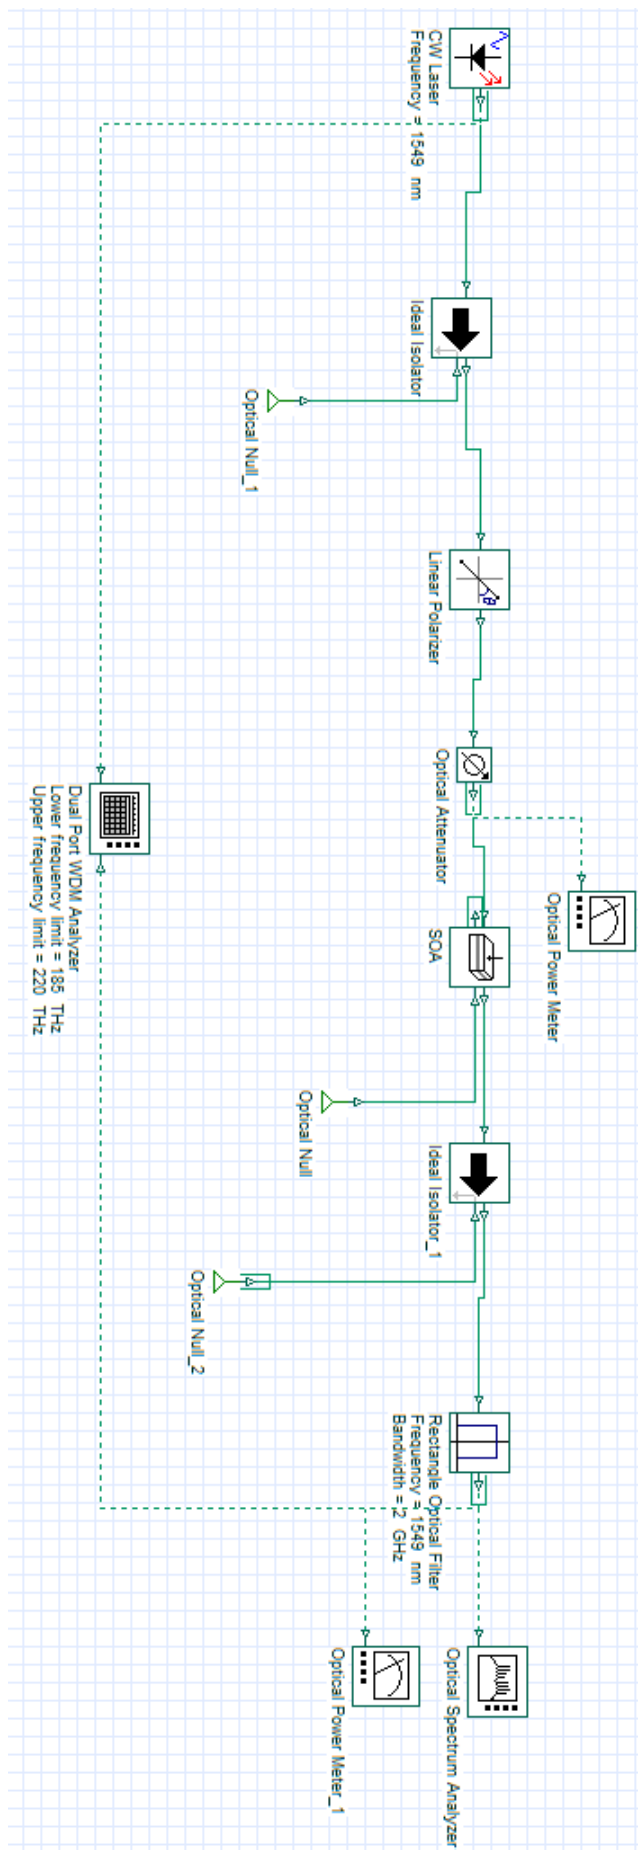 CW Laser
Frequency = 1549 nm
Ideal Isolator
Optical Null_1
Linear Polarizer
Optical Attenuator
Optical Power Meter
Dual Port WDM Analyzer
Lower frequency limit = 185 THz
Upper frequency limit = 220 THz
SOA
Optical Null
Ideal Isolator_1
Optical Null_2
Rectangle Optical Filter
Frequency = 1549 nm
Bandwidth = 2 GHz
Optical Spectrum Analyzer
Optical Power Meter_1